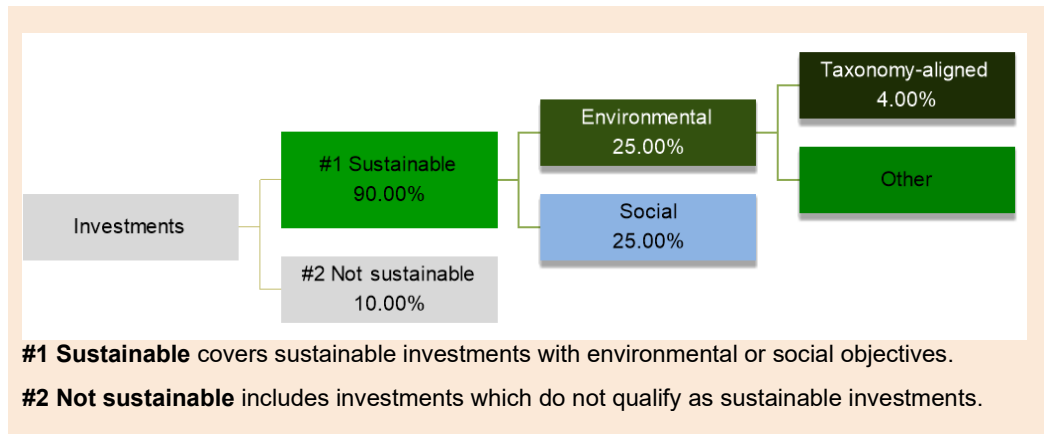 Investments
#1 Sustainable
90.00%
#2 Not sustainable
10.00%
Environmental
25.00%
Social
25.00%
Taxonomy-aligned
4.00%
Other
#1 Sustainable covers sustainable investments with environmental or social objectives.
#2 Not sustainable includes investments which do not qualify as sustainable investments.